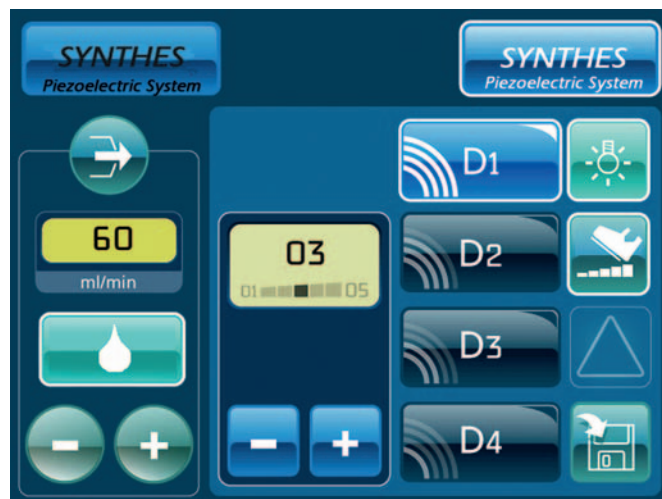 SYNTHES
Piezoelectric System
SYNTHES
Piezoelectric System
60
ml/min
03
01 05
D1
D2
D3
D4